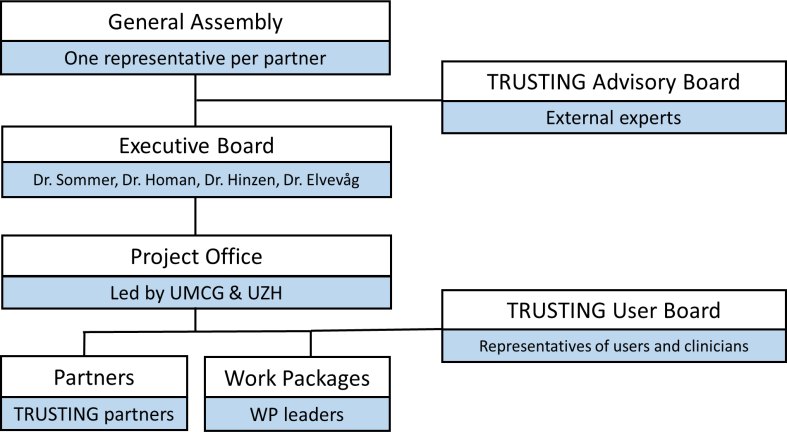 General Assembly
One representative per partner
TRUSTING Advisory Board
External experts
Executive Board
Dr. Sommer, Dr. Homan, Dr. Hinzen, Dr. Elvevåg
Project Office
Led by UMCG & UZH
TRUSTING User Board
Representatives of users and clinicians
Partners
TRUSTING partners
Work Packages
WP leaders